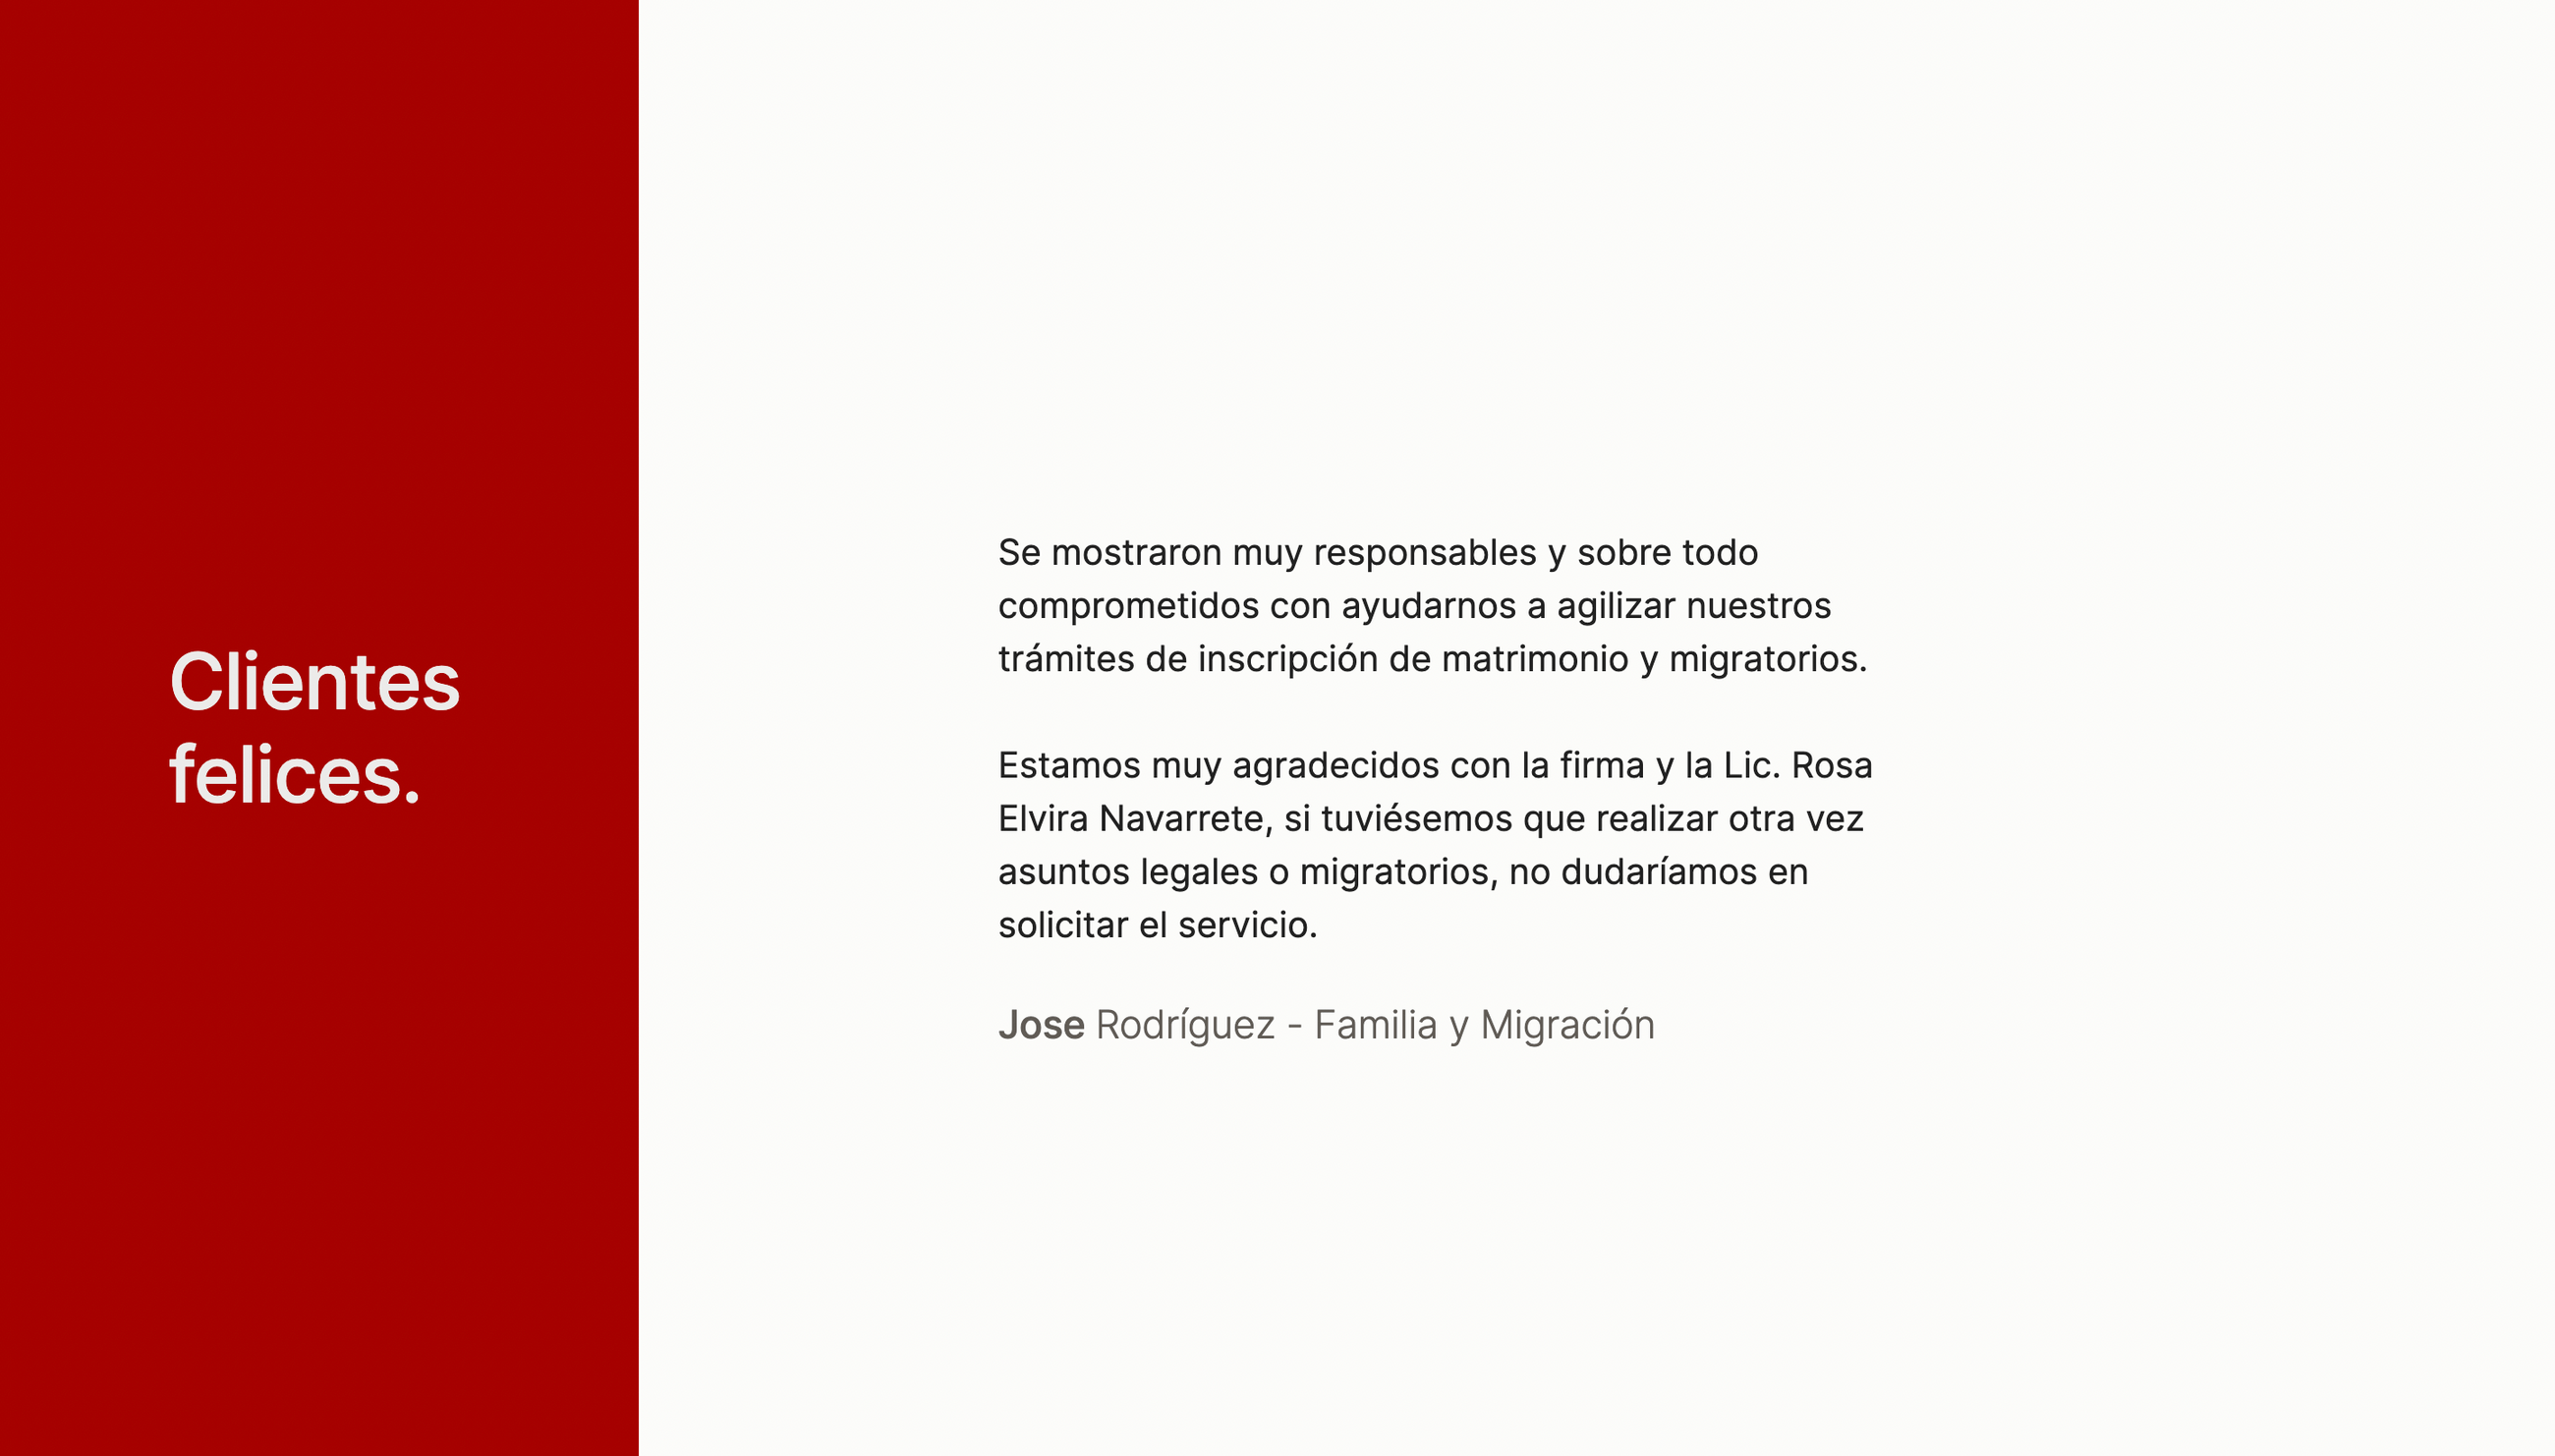 Clientes
felices.
Se mostraron muy responsables y sobre todo
comprometidos con ayudarnos a agilizar nuestros
trámites de inscripción de matrimonio y migratorios.
Estamos muy agradecidos con la firma y la Lic. Rosa
Elvira Navarrete, si tuviésemos que realizar otra vez
asuntos legales o migratorios, no dudaríamos en
solicitar el servicio.
Jose Rodríguez - Familia y Migración